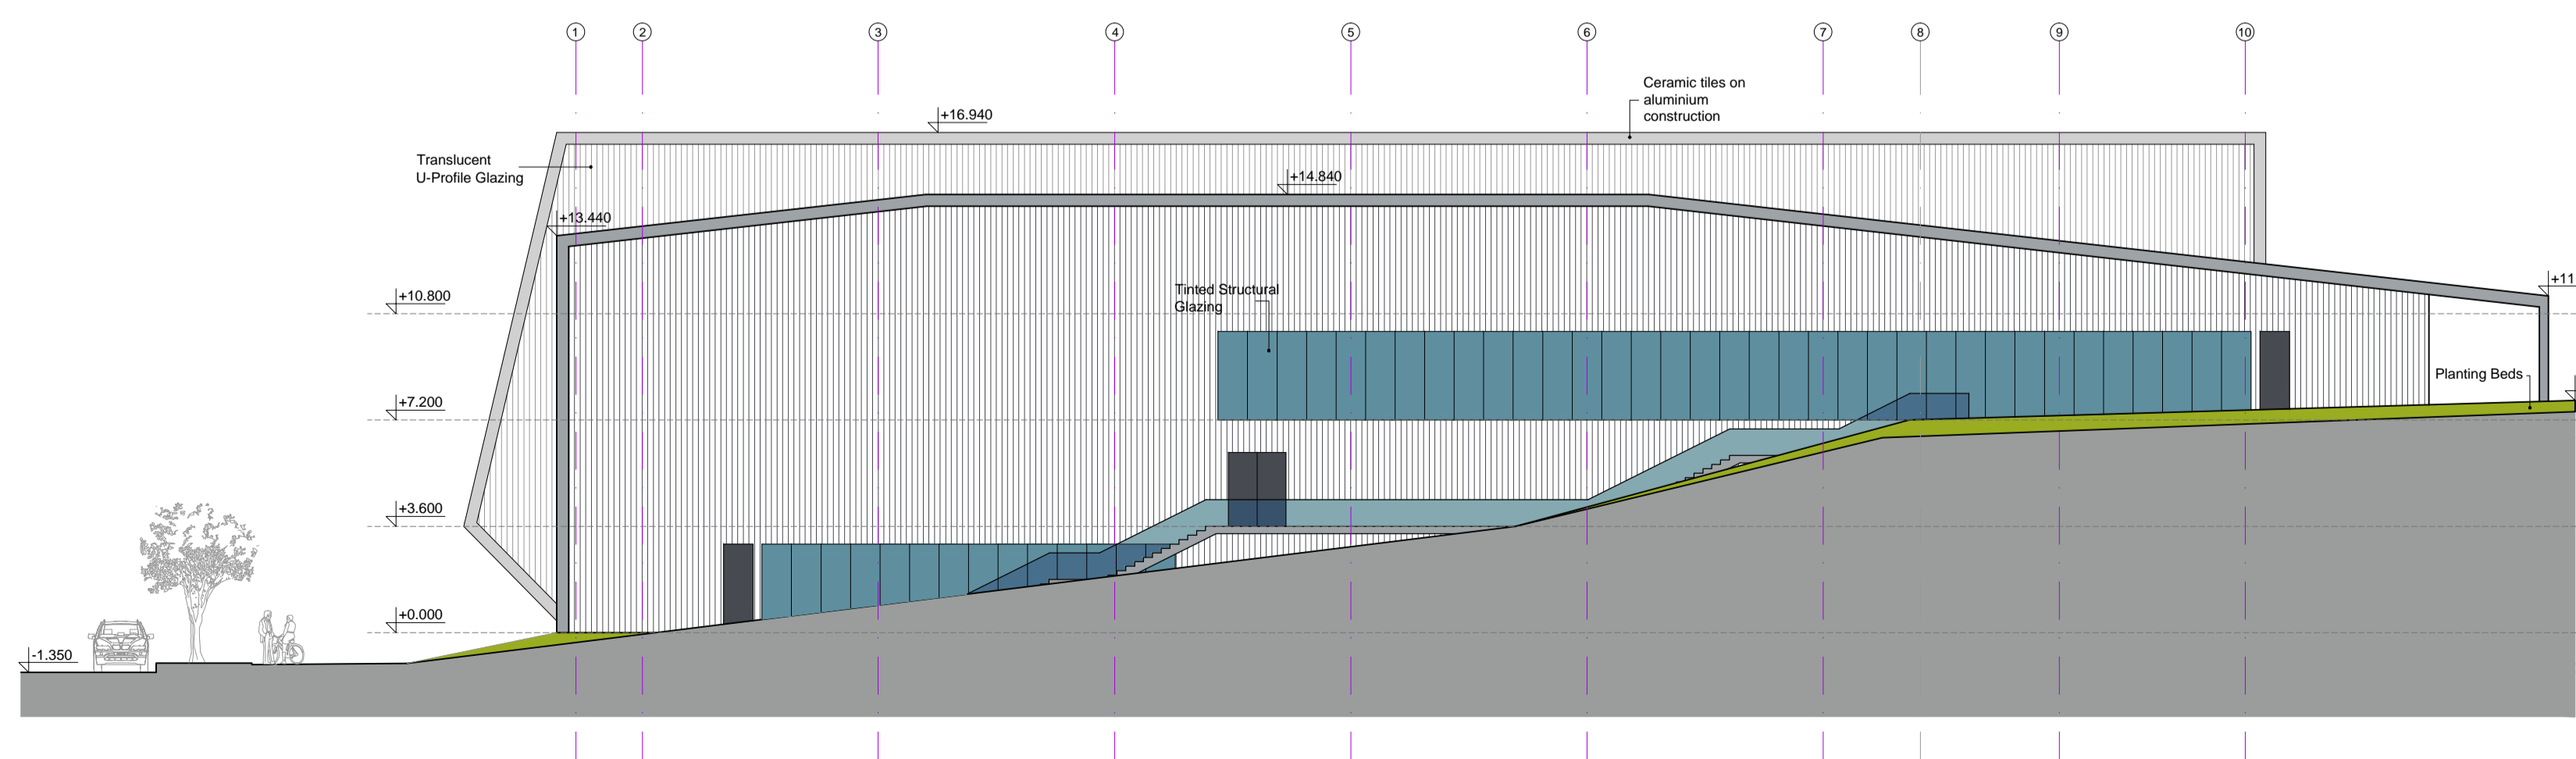 1 2 3 4 5 6 7 8 9 10
Ceramic tiles on
aluminium
construction
+16.940
Translucent
U-Profile Glazing
+14.840
+13.440
+11
Tinted Structural
Glazing
+10.800
Planting Beds
+7.200
+3.600
+0.000
-1.350